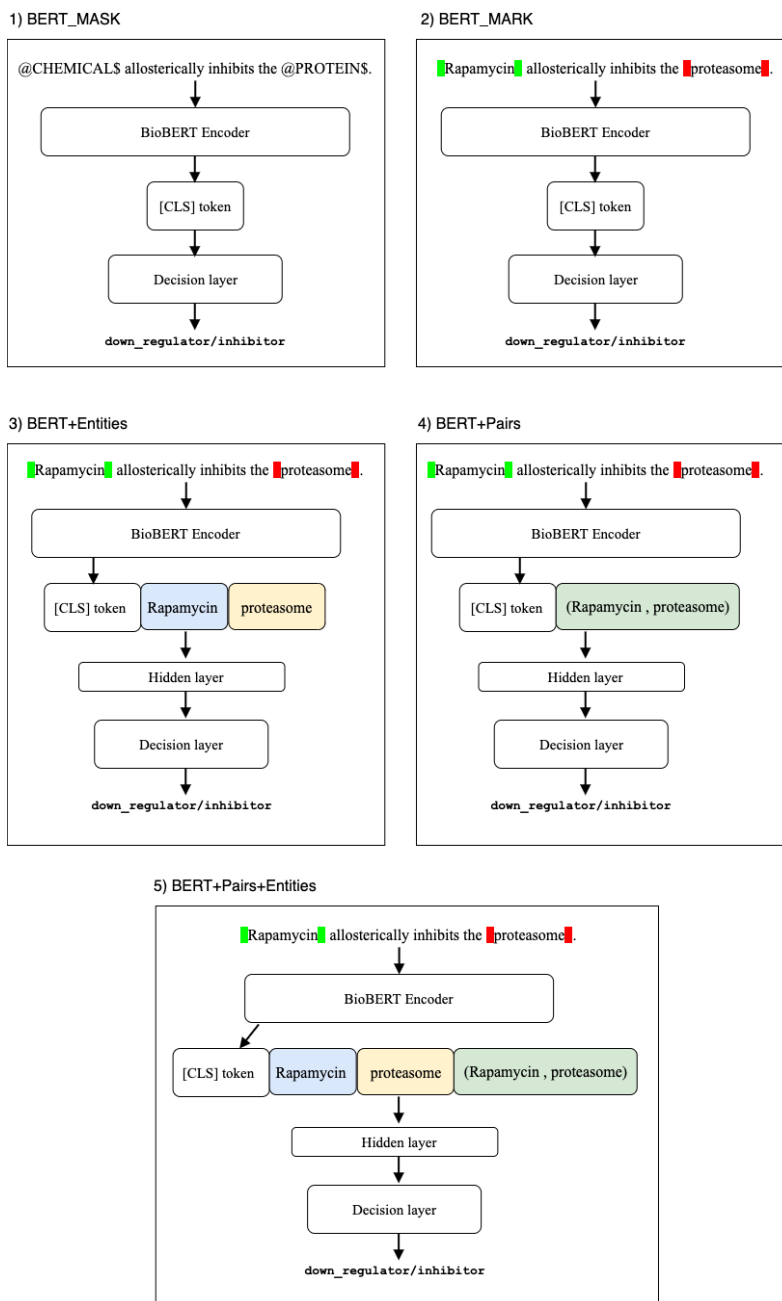 1) BERT_MASK
@CHEMICAL$ allosterically inhibits the @PROTEIN$.
BioBERT Encoder
[CLS] token
Decision layer
down_regulator/inhibitor
2) BERT_MARK
Rapamycin allosterically inhibits the proteasome.
BioBERT Encoder
[CLS] token
Decision layer
down_regulator/inhibitor
3) BERT+Entities
Rapamycin allosterically inhibits the proteasome.
BioBERT Encoder
[CLS] token Rapamycin proteasome
Hidden layer
Decision layer
down_regulator/inhibitor
4) BERT+Pairs
Rapamycin allosterically inhibits the proteasome.
BioBERT Encoder
[CLS] token (Rapamycin , proteasome)
Hidden layer
Decision layer
down_regulator/inhibitor
5) BERT+Pairs+Entities
Rapamycin allosterically inhibits the proteasome.
BioBERT Encoder
[CLS] token Rapamycin proteasome (Rapamycin , proteasome)
Hidden layer
Decision layer
down_regulator/inhibitor